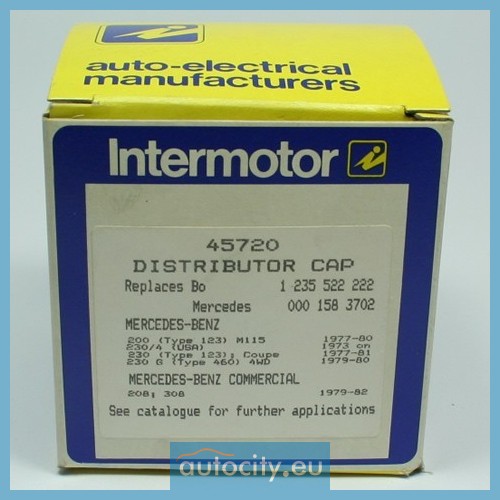 auto-electrical
manufacturers
Intermotor
45720
DISTRIBUTOR CAP
Replaces Bo 1 235 522 222
Mercedes 000 158 3702
MERCEDES-BENZ
200 (Type 123) M115 1977-80
230/4 (USA) 1973 on
230 (Type 123); Coupe 1977-81
230 G (Type 460) 4WD 1979-80
MERCEDES-BENZ COMMERCIAL
208; 308 1979-82
See catalogue for further applications
autocity.eu